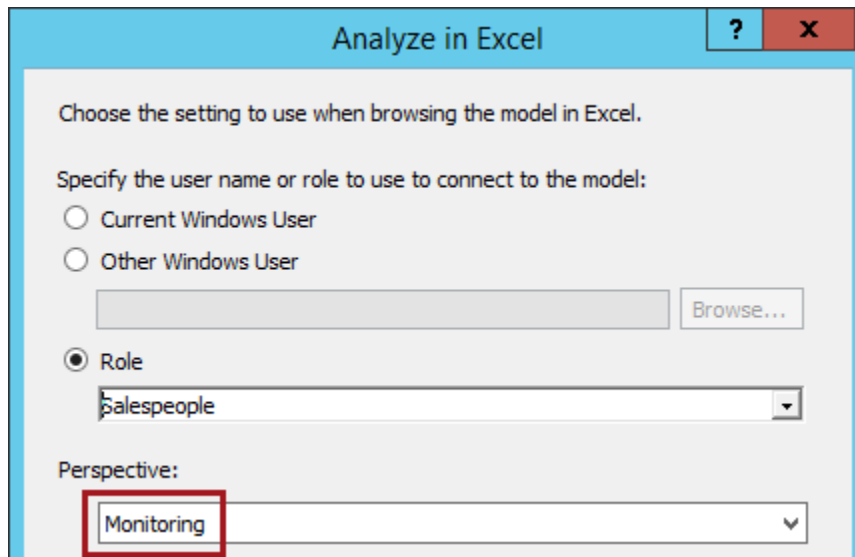 Analyze in Excel
?
x
Choose the setting to use when browsing the model in Excel.
Specify the user name or role to use to connect to the model:
Current Windows User
Other Windows User
Browse...
Role
Salespeople
Perspective:
Monitoring